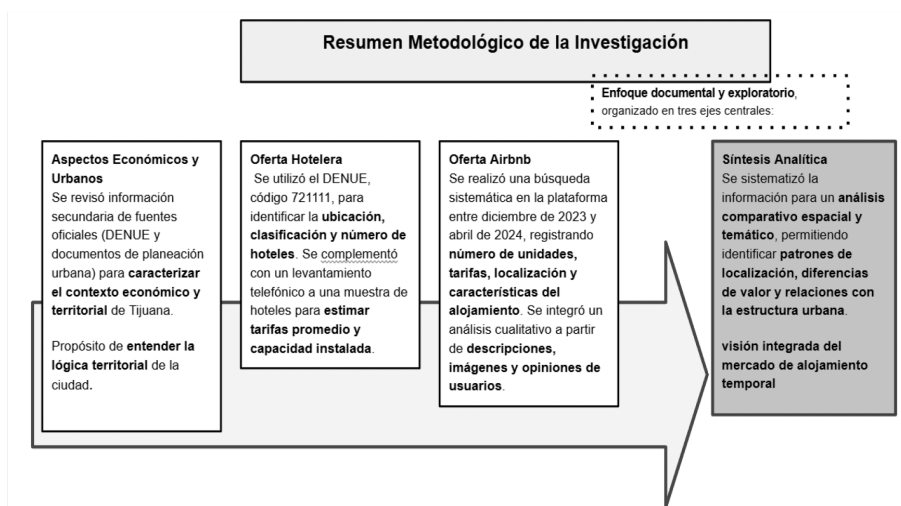 Resumen Metodológico de la Investigación
Enfoque documental y exploratorio,
organizado en tres ejes centrales:
Aspectos Económicos y
Urbanos
Se revisó información
secundaria de fuentes
oficiales (DENUE y
documentos de planeación
urbana) para caracterizar
el contexto económico y
territorial de Tijuana.
Propósito de entender la
lógica territorial de la
ciudad.
Oferta Hotelera
Se utilizó el DENUE,
código 721111, para
identificar la ubicación,
clasificación y número de
hoteles. Se complementó
con un levantamiento
telefónico a una muestra de
hoteles para estimar
tarifas promedio y
capacidad instalada.
Oferta Airbnb
Se realizó una búsqueda
sistemática en la plataforma
entre diciembre de 2023 y
abril de 2024, registrando
número de unidades,
tarifas, localización y
características del
alojamiento. Se integró un
análisis cualitativo a partir
de descripciones,
imágenes y opiniones de
usuarios.
Síntesis Analítica
Se sistematizó la
información para un análisis
comparativo espacial y
temático, permitiendo
identificar patrones de
localización, diferencias
de valor y relaciones con
la estructura urbana.
visión integrada del
mercado de alojamiento
temporal